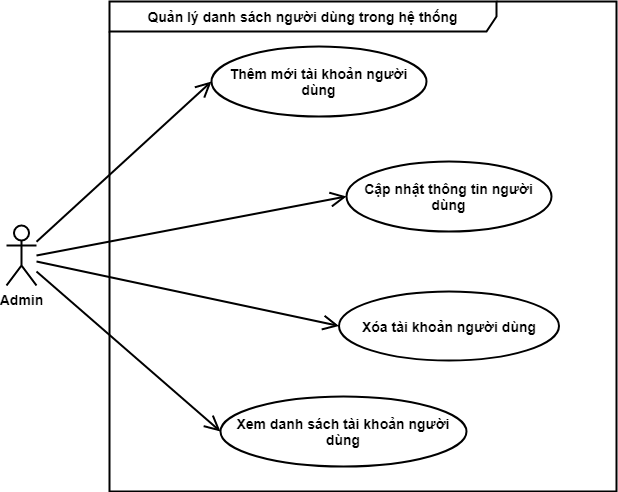 Quản lý danh sách người dùng trong hệ thống
Thêm mới tài khoản người
dùng
Cập nhật thông tin người
dùng
Admin
Xóa tài khoản người dùng
Xem danh sách tài khoản người
dùng